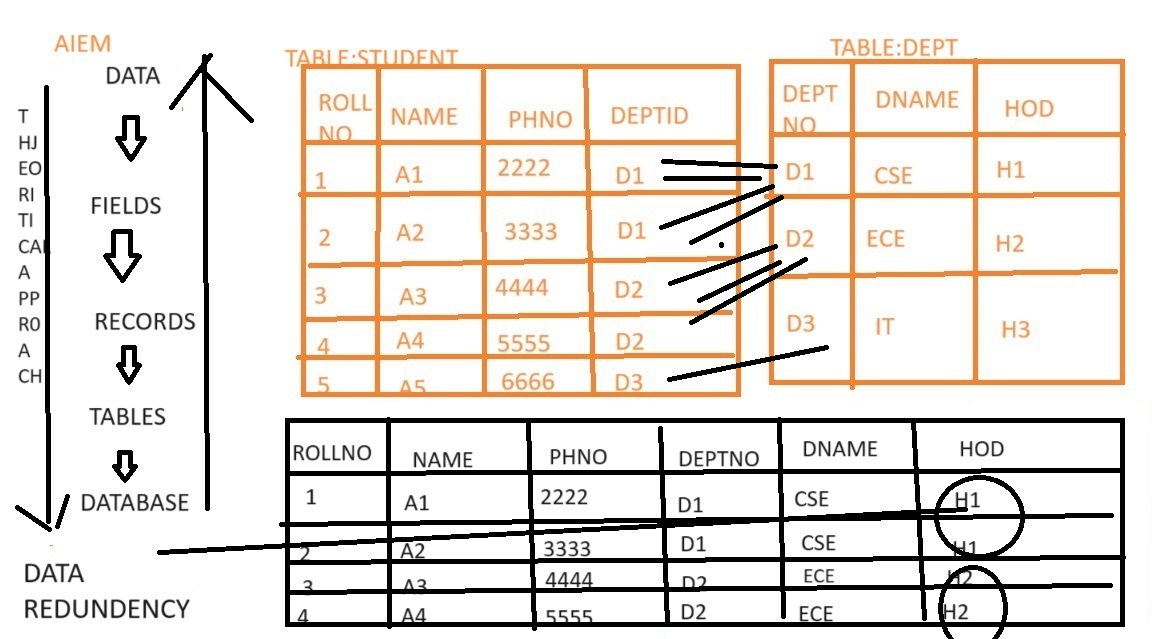 AIEM
DATA
FIELDS
RECORDS
TABLES
DATABASE
T
HJ
EO
RI
TI
CAL
A
PP
R0
A
CH
DATA
REDUNDENCY
TABLE:STUDENT
ROLL
NO
NAME
PHNO
DEPTID
1 A1 2222 D1
2 A2 3333 D1
3 A3 4444 D2
4 A4 5555 D2
5 A5 6666 D3
TABLE:DEPT
DEPT
NO
DNAME
HOD
D1 CSE H1
D2 ECE H2
D3 IT H3
ROLLNO NAME PHNO DEPTNO DNAME HOD
1 A1 2222 D1 CSE H1
2 A2 3333 D1 CSE H1
3 A3 4444 D2 ECE H2
4 A4 5555 D2 ECE H2